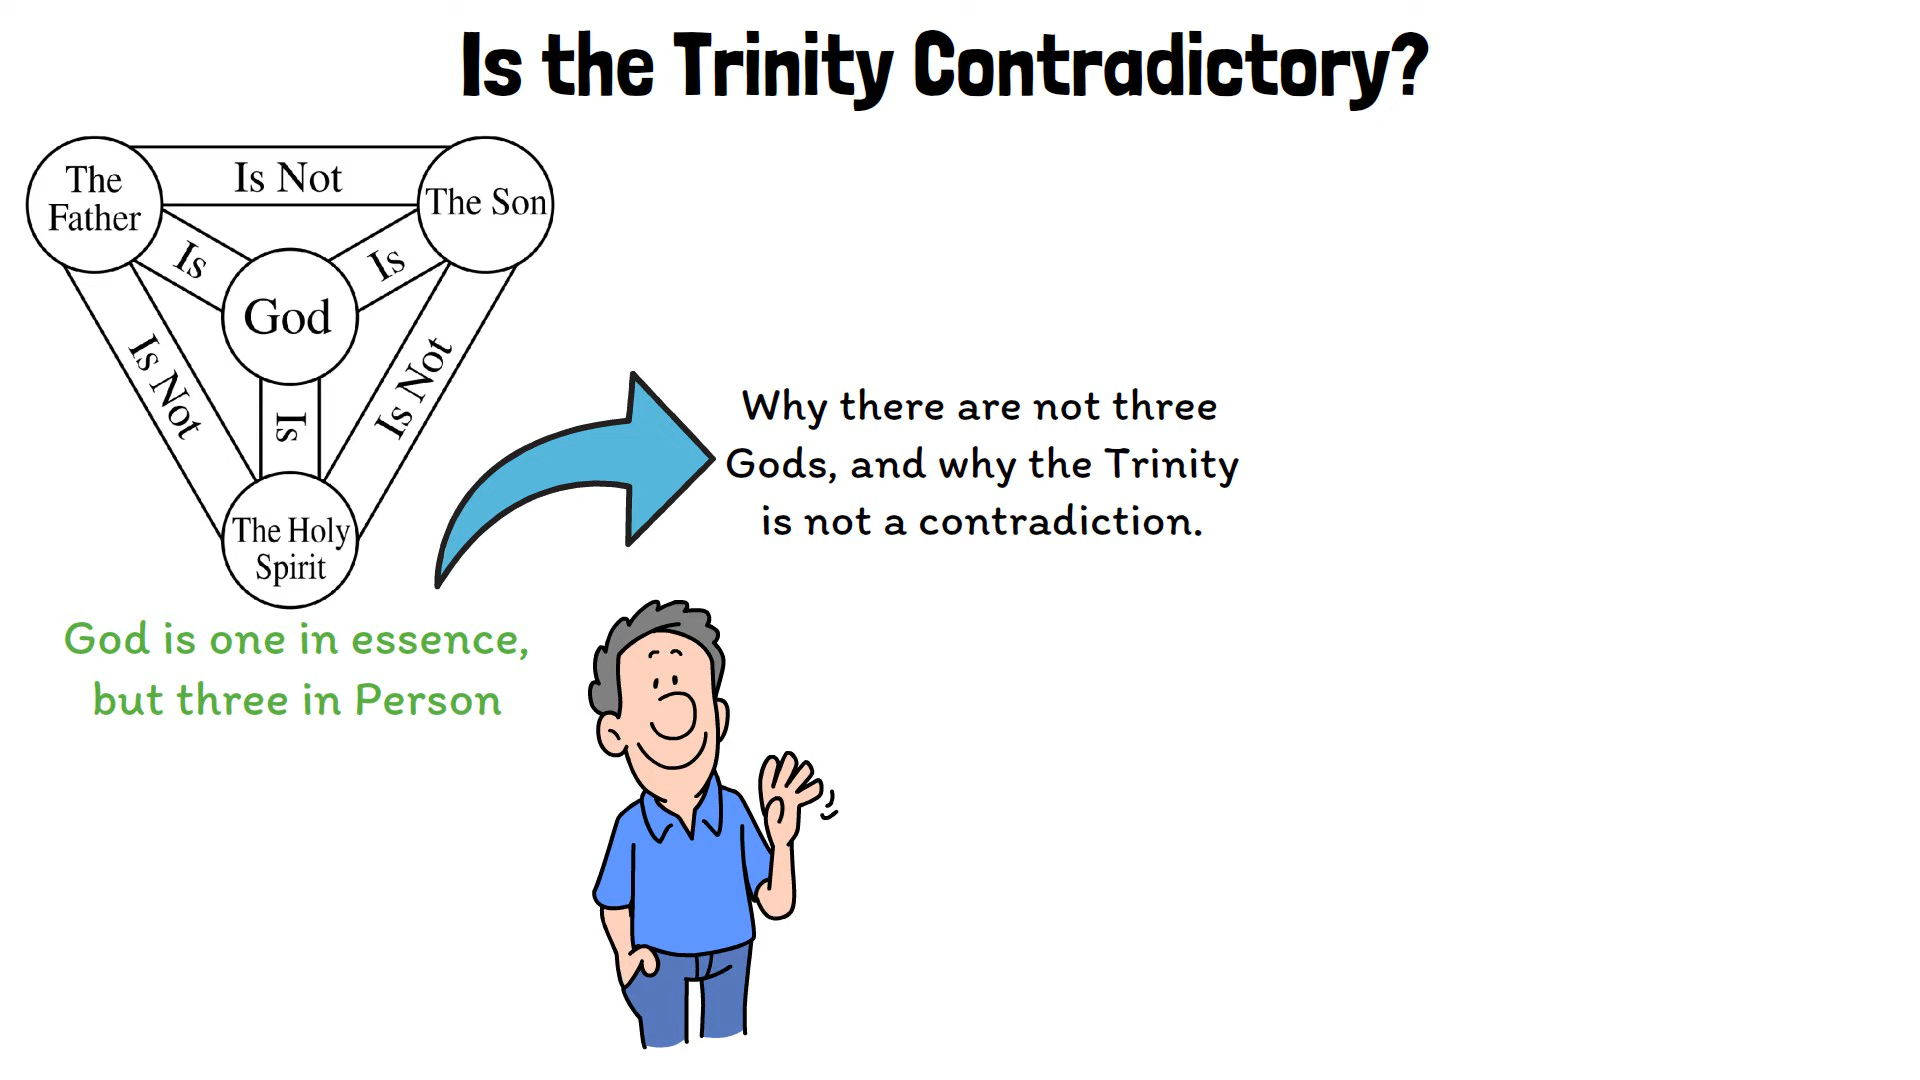 Is the Trinity Contradictory?
The
Father
Is Not
The Son
Is
Is
God
Is Not
Is
Is Not
The Holy
Spirit
God is one in essence,
but three in Person
Why there are not three
Gods, and why the Trinity
is not a contradiction.